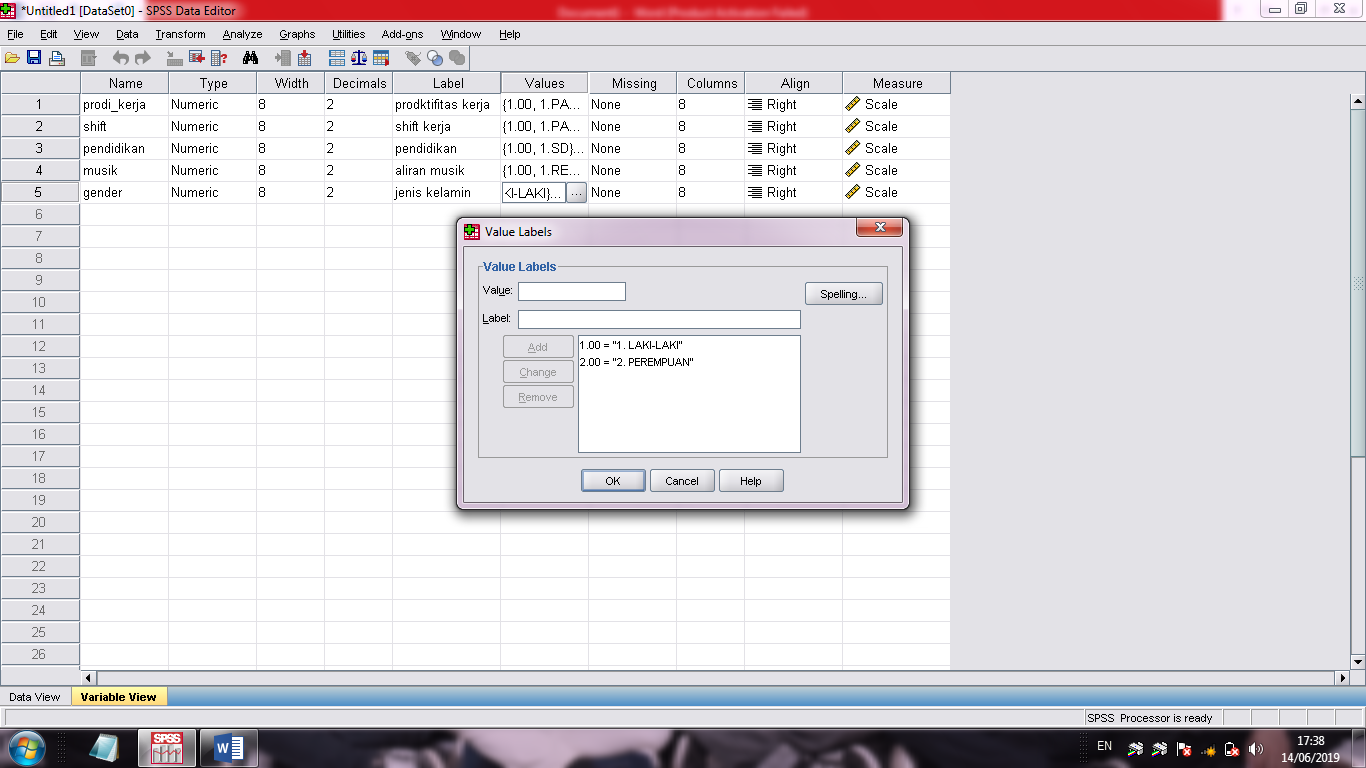 *Untitled1 [DataSet0] - SPSS Data Editor
Document1 - Word (Product Activation Failed)
File Edit View Data Transform Analyze Graphs Utilities Add-ons Window Help
Name Type Width Decimals Label Values Missing Columns Align Measure
1 prodi_kerja Numeric 8 2 prodktifitas kerja {1.00, 1.PA... None 8 Right Scale
2 shift Numeric 8 2 shift kerja {1.00, 1.PA... None 8 Right Scale
3 pendidikan Numeric 8 2 pendidikan {1.00, 1.SD}... None 8 Right Scale
4 musik Numeric 8 2 aliran musik {1.00, 1.RE... None 8 Right Scale
5 gender Numeric 8 2 jenis kelamin KI-LAKI}... ... None 8 Right Scale
6
7
8
9
10
11
12
13
14
15
16
17
18
19
20
21
22
23
24
25
26
Value Labels
Value Labels
Value:
Spelling...
Label:
Add
Change
Remove
1.00 = "1. LAKI-LAKI"
2.00 = "2. PEREMPUAN"
OK Cancel Help
Data View Variable View
SPSS Processor is ready
SPSS
W
EN
17:38
14/06/2019